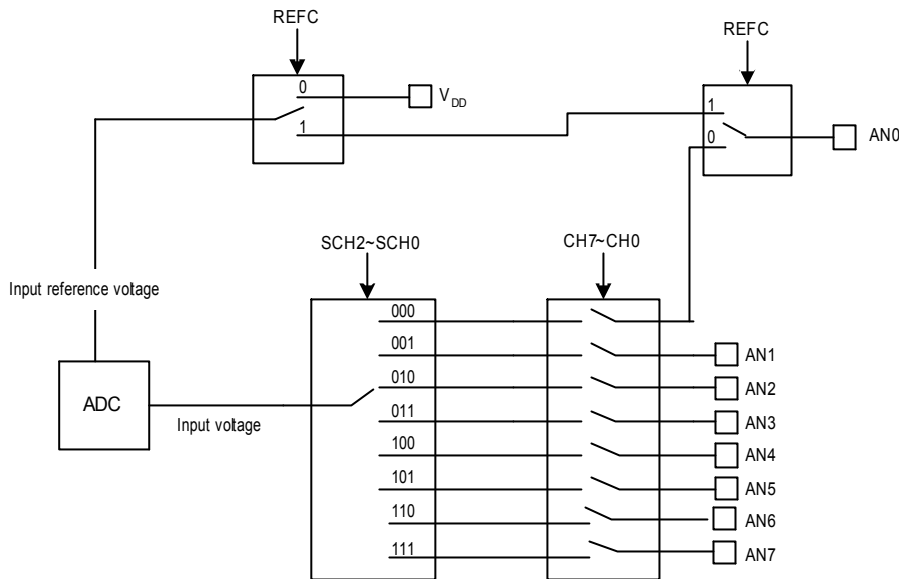 REFC
REFC
0
V DD
1
1
0
AN0
SCH2~SCH0
CH7~CH0
Input reference voltage
000
001
AN1
010
AN2
ADC
Input voltage
011
AN3
100
AN4
101
AN5
110
AN6
111
AN7